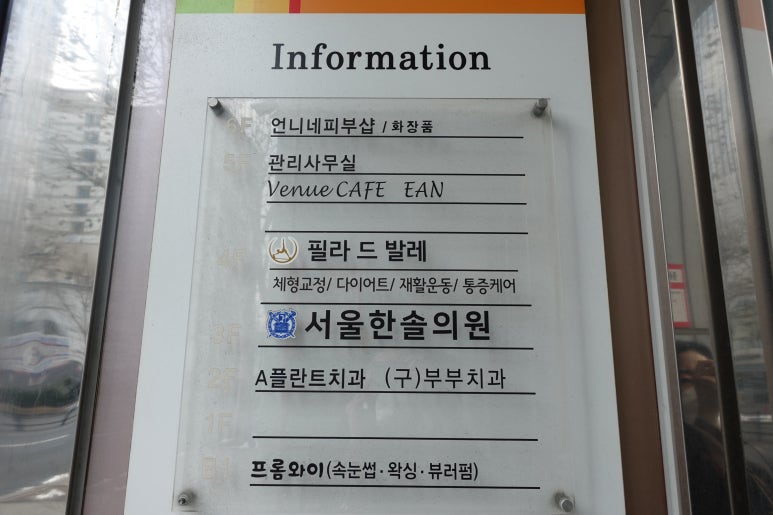 Information
6F 언니네피부샵 / 화장품
5F 관리사무실
Venue CAFE EAN
4F 필라 드 발레
체형교정/ 다이어트/ 재활운동/ 통증케어
3F 서울한솔의원
2F A플란트치과 (구)부부치과
1F
B1 프롬와이(속눈썹·왁싱·뷰러펌)